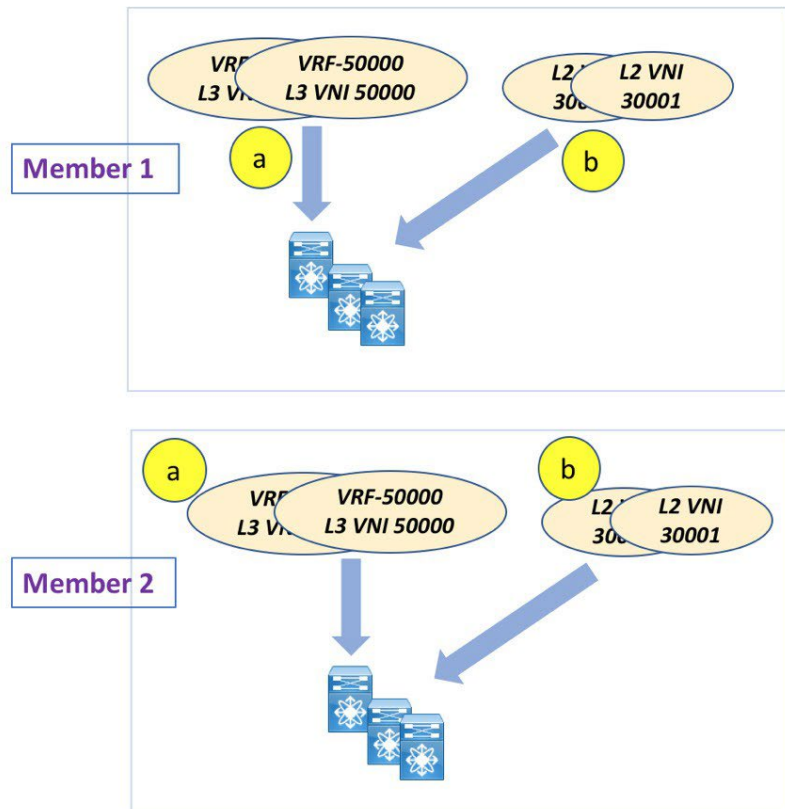 VRF-50000
L3 VNI 50000
L2 VNI
30001
a
b
Member 1
a
b
VRF-50000
L3 VNI 50000
L2 VNI
30001
Member 2